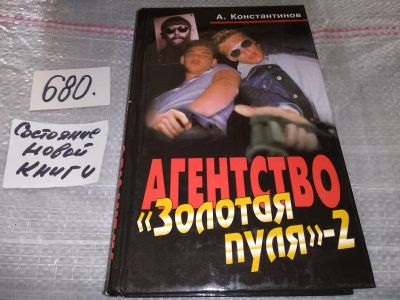 680.
Состояние
новой
книги
А. Константинов
АГЕНТСТВО
«Золотая
пуля»-2